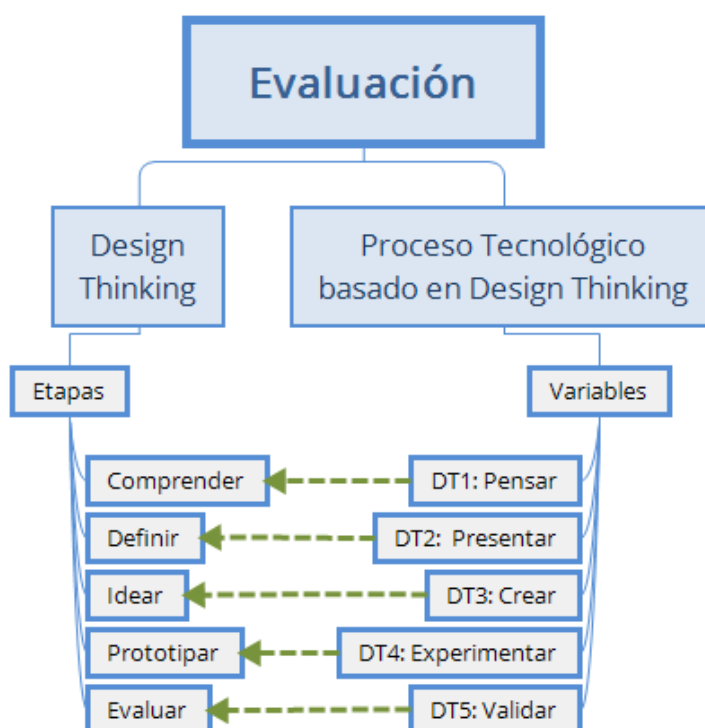 Evaluación
Design
Thinking
Proceso Tecnológico
basado en Design Thinking
Etapas
Variables
Comprender
DT1: Pensar
Definir
DT2: Presentar
Idear
DT3: Crear
Prototipar
DT4: Experimentar
Evaluar
DT5: Validar